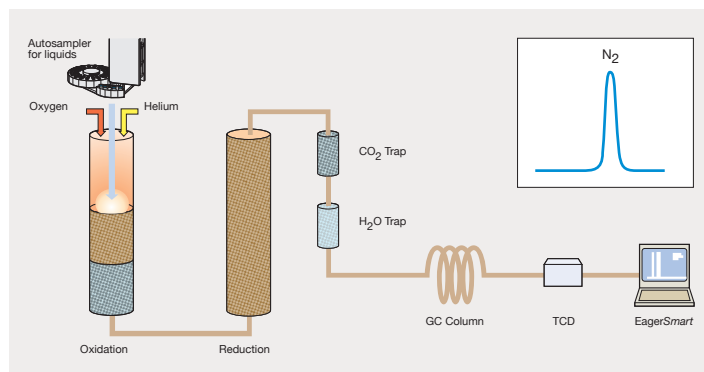 Autosampler
for liquids
Oxygen
Helium
N2
CO2 Trap
H2O Trap
GC Column
TCD
EagerSmart
Oxidation
Reduction